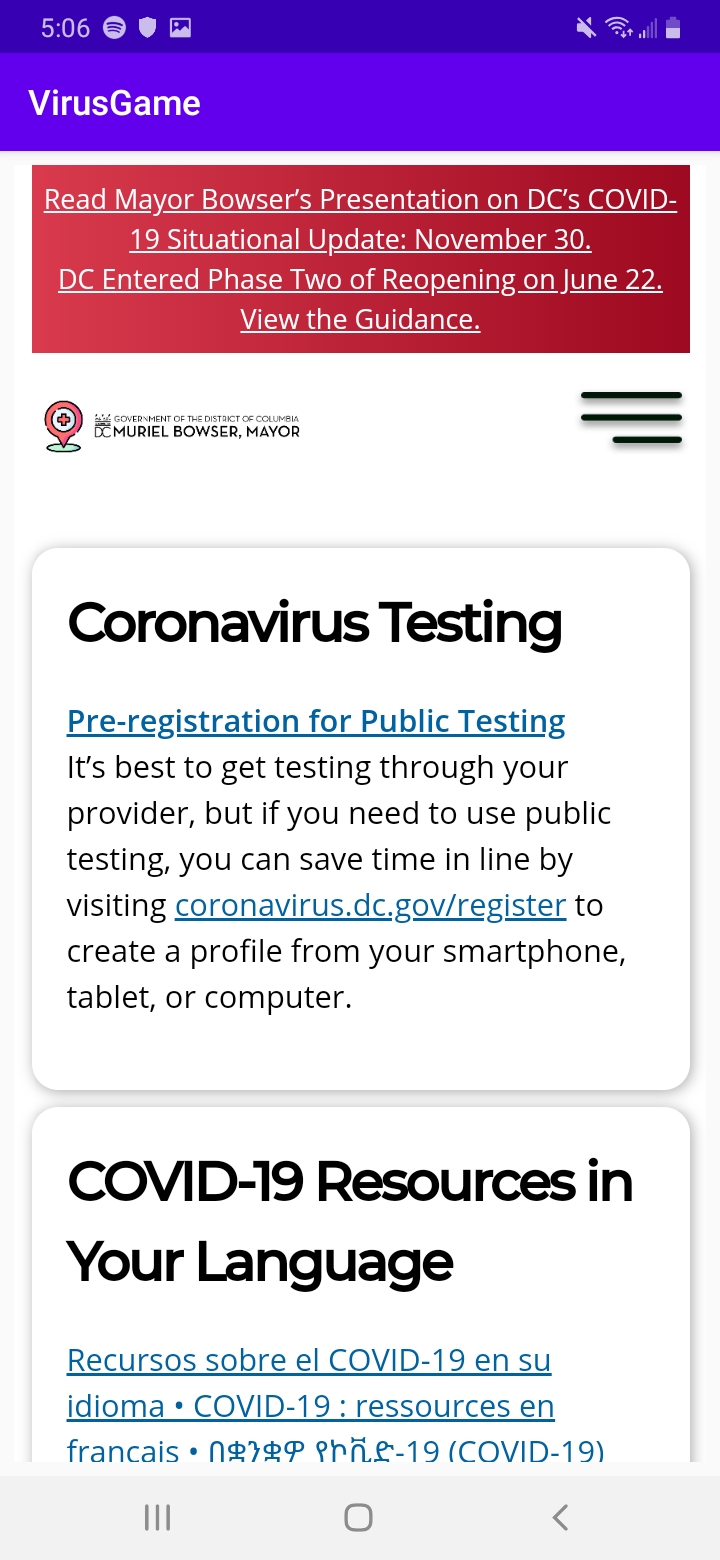 5:06
VirusGame
Read Mayor Bowser’s Presentation on DC’s COVID-
19 Situational Update: November 30.
DC Entered Phase Two of Reopening on June 22.
View the Guidance.
GOVERNMENT OF THE DISTRICT OF COLUMBIA
DC MURIEL BOWSER, MAYOR
Coronavirus Testing
Pre-registration for Public Testing
It’s best to get testing through your
provider, but if you need to use public
testing, you can save time in line by
visiting coronavirus.dc.gov/register to
create a profile from your smartphone,
tablet, or computer.
COVID-19 Resources in
Your Language
Recursos sobre el COVID-19 en su
idioma • COVID-19 : ressources en
français • በቋንቋዎ የኮቪድ-19 (COVID-19)